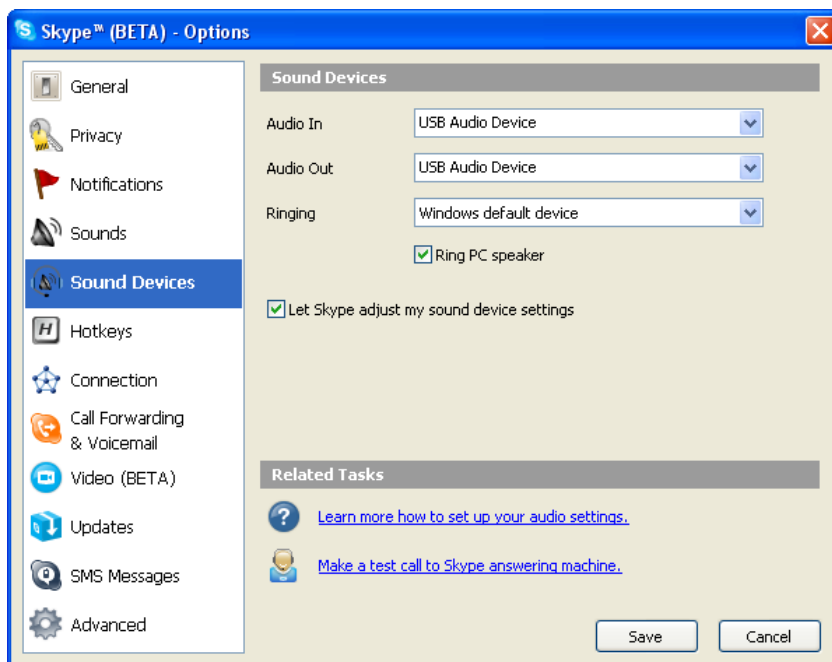 Skype™ (BETA) - Options
General
Privacy
Notifications
Sounds
Sound Devices
Hotkeys
Connection
Call Forwarding
& Voicemail
Video (BETA)
Updates
SMS Messages
Advanced
Sound Devices
Audio In USB Audio Device
Audio Out USB Audio Device
Ringing Windows default device
Ring PC speaker
Let Skype adjust my sound device settings
Related Tasks
Learn more how to set up your audio settings.
Make a test call to Skype answering machine.
Save Cancel